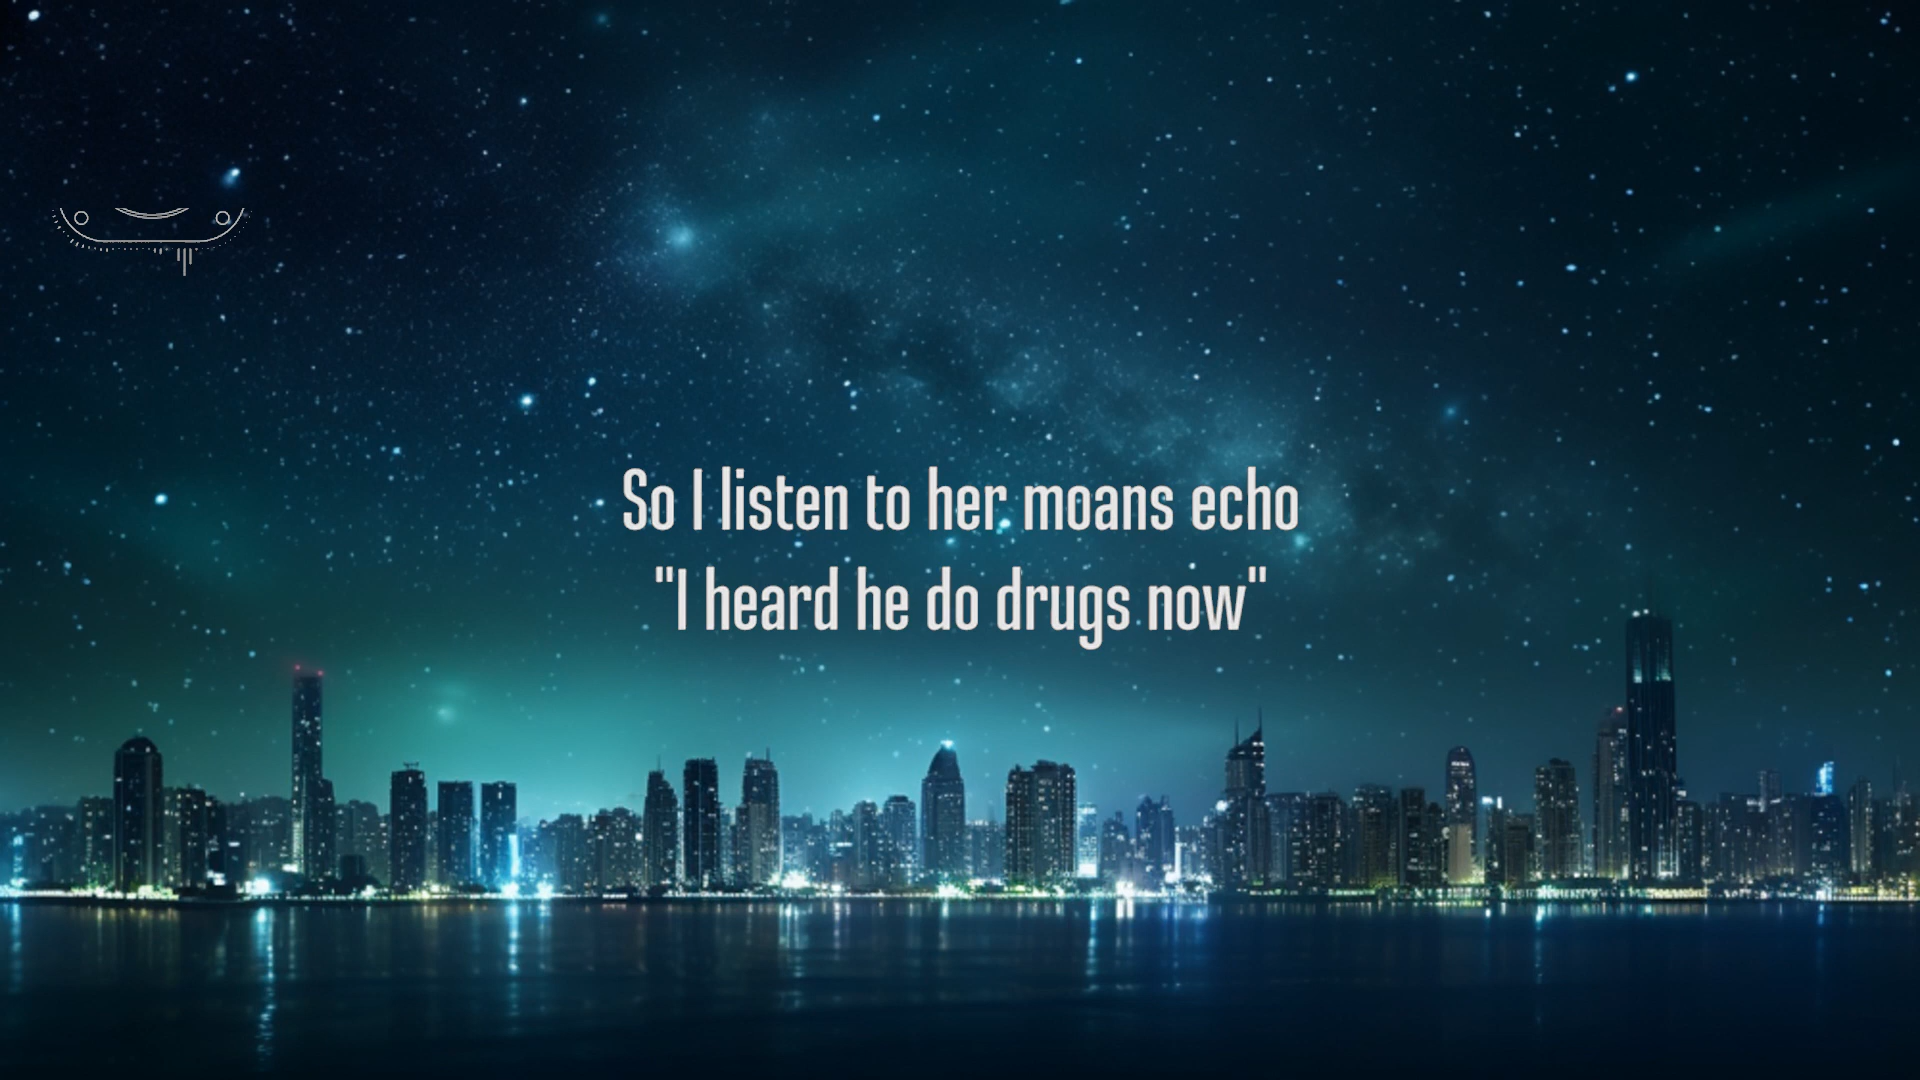 So I listen to her moans echo
"I heard he do drugs now"